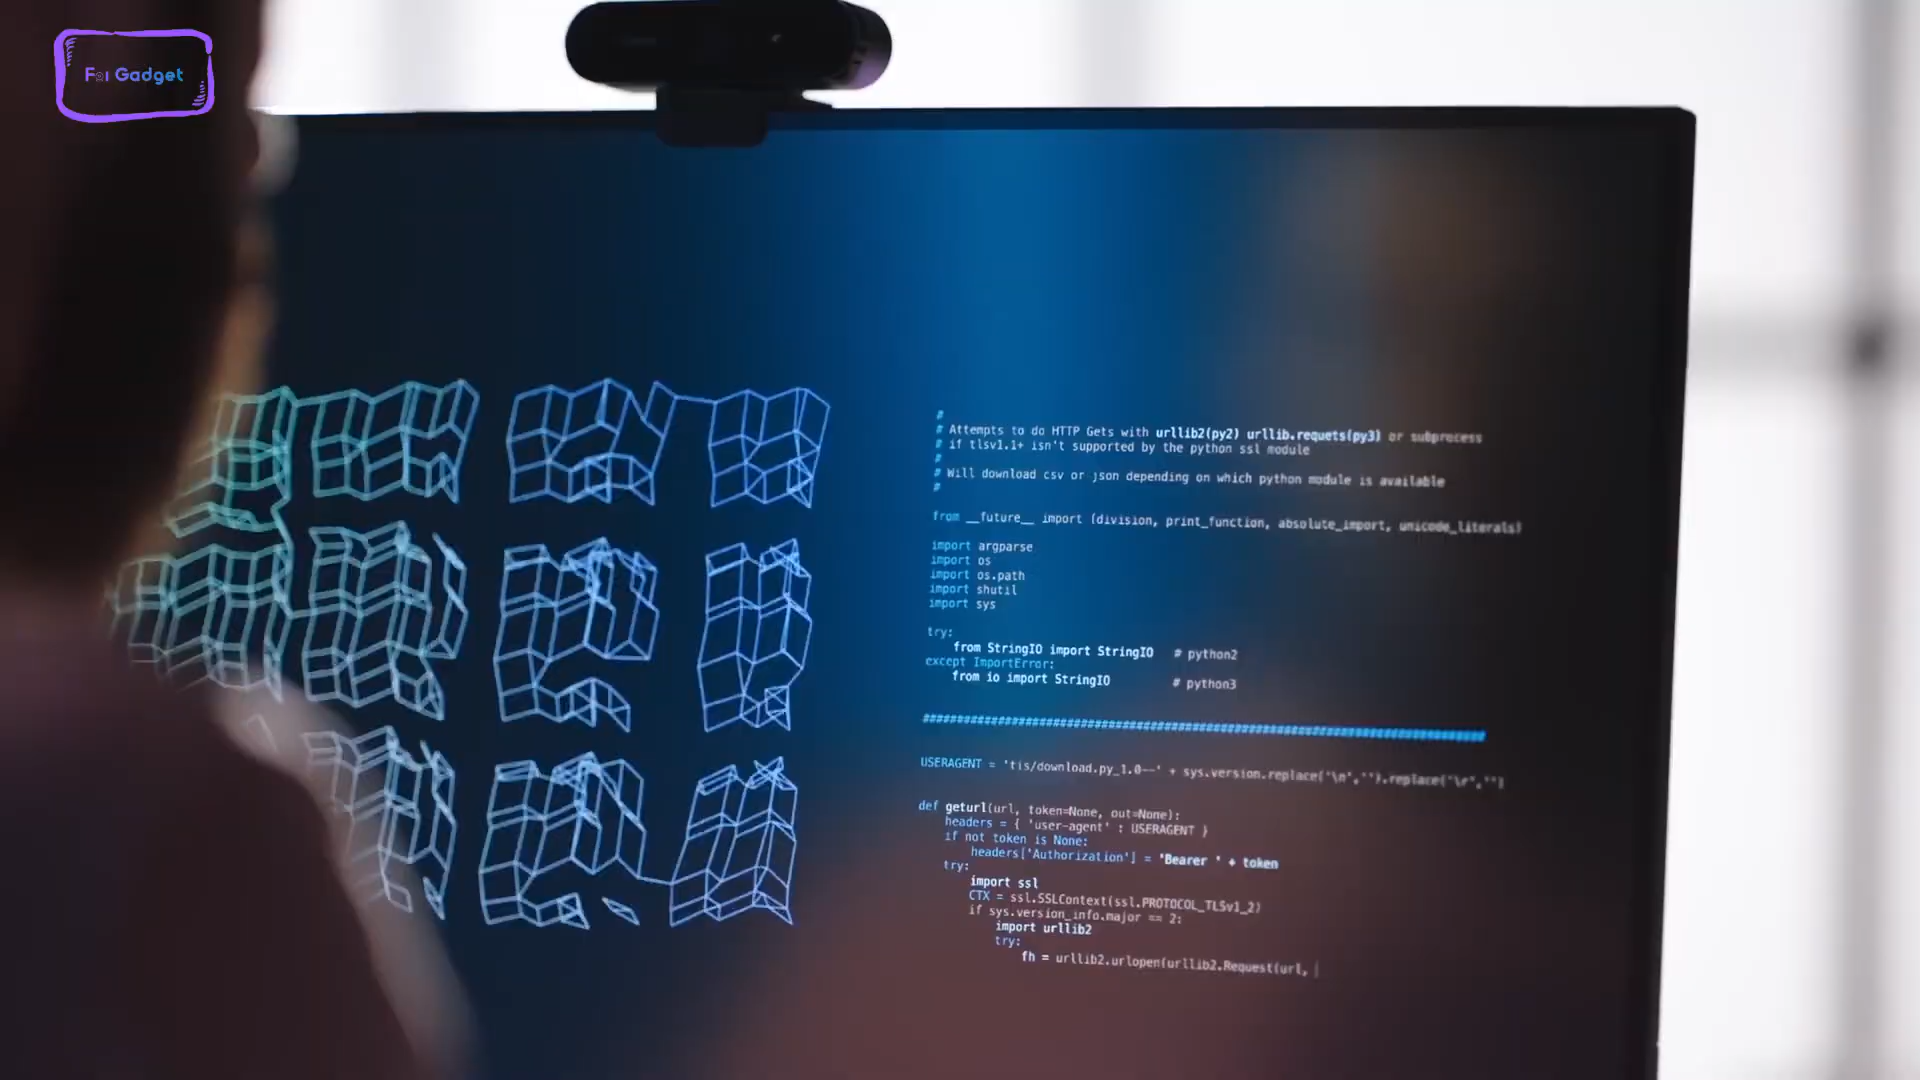 Foi Gadget
#
# Attempts to do HTTP Gets with urllib2(py2) urllib.requets(py3) or subprocess
# if tlsv1.1+ isn't supported by the python ssl module
#
# Will download csv or json depending on which python module is available
#
from __future__ import (division, print_function, absolute_import, unicode_literals)
import argparse
import os
import os.path
import shutil
import sys
try:
from StringIO import StringIO # python2
except ImportError:
from io import StringIO # python3
################################################################################
USERAGENT = 'tis/download.py_1.0--' + sys.version.replace('\n','').replace('\r','')
def geturl(url, token=None, out=None):
headers = { 'user-agent' : USERAGENT }
if not token is None:
headers['Authorization'] = 'Bearer ' + token
try:
import ssl
CTX = ssl.SSLContext(ssl.PROTOCOL_TLSv1_2)
if sys.version_info.major == 2:
import urllib2
try:
fh = urllib2.urlopen(urllib2.Request(url,